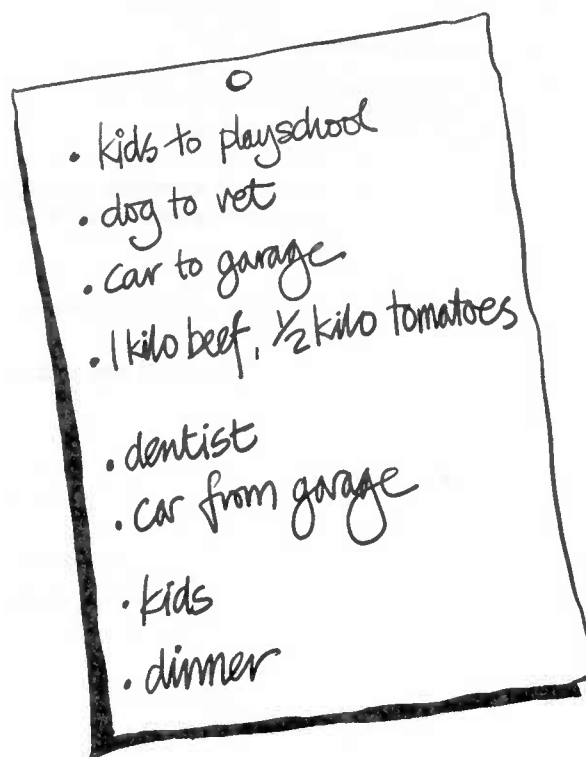 • kids to playschool
• dog to vet
• car to garage
• 1 kilo beef, ½ kilo tomatoes
• dentist
• car from garage
• kids
• dinner